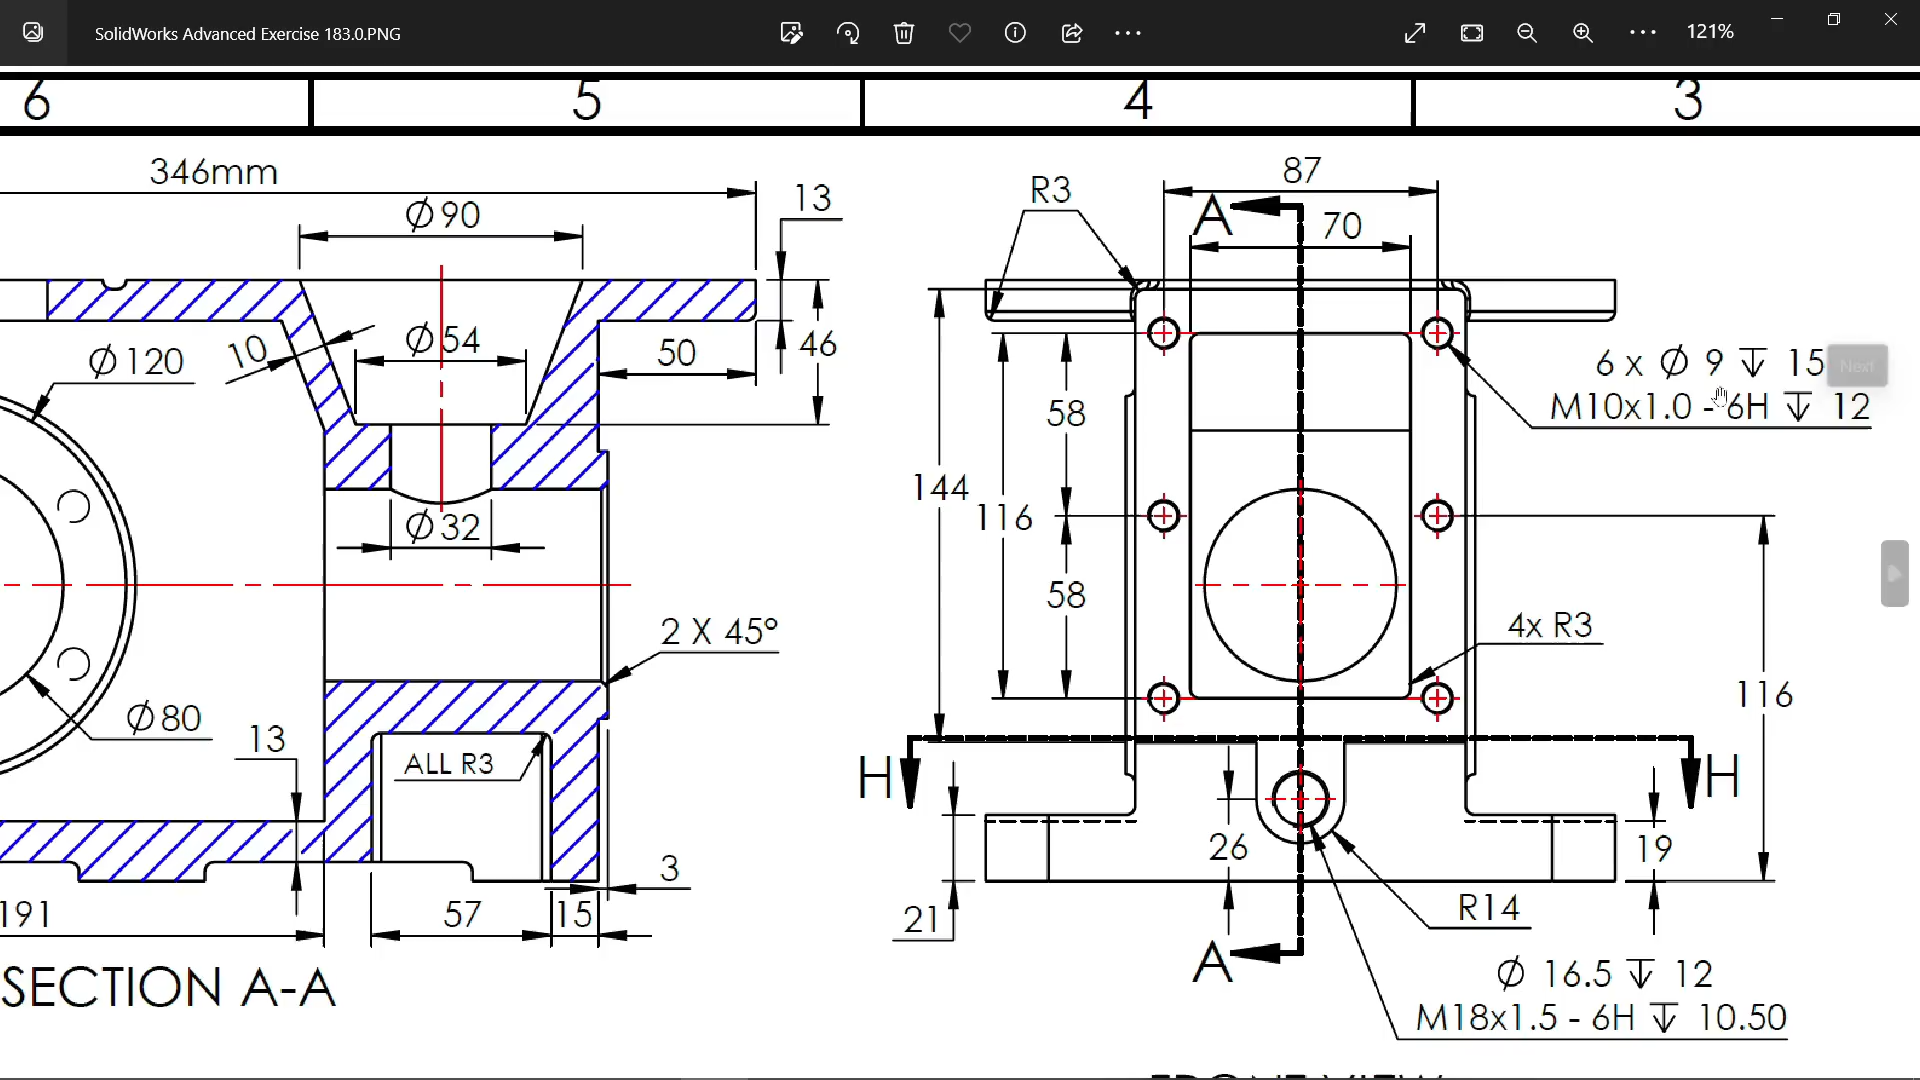 SolidWorks Advanced Exercise 183.0.PNG
121%
6
5
4
3
346mm
Ø90
13
Ø120
10
Ø54
50
46
Ø32
2 X 45°
Ø80
13
ALL R3
3
191
57
15
SECTION A-A
87
R3
A
70
6 x Ø 9 ↧ 15
Next
M10x1.0 - 6H ↧ 12
58
144
116
58
4x R3
116
H
H
26
19
21
R14
A
Ø 16.5 ↧ 12
M18x1.5 - 6H ↧ 10.50